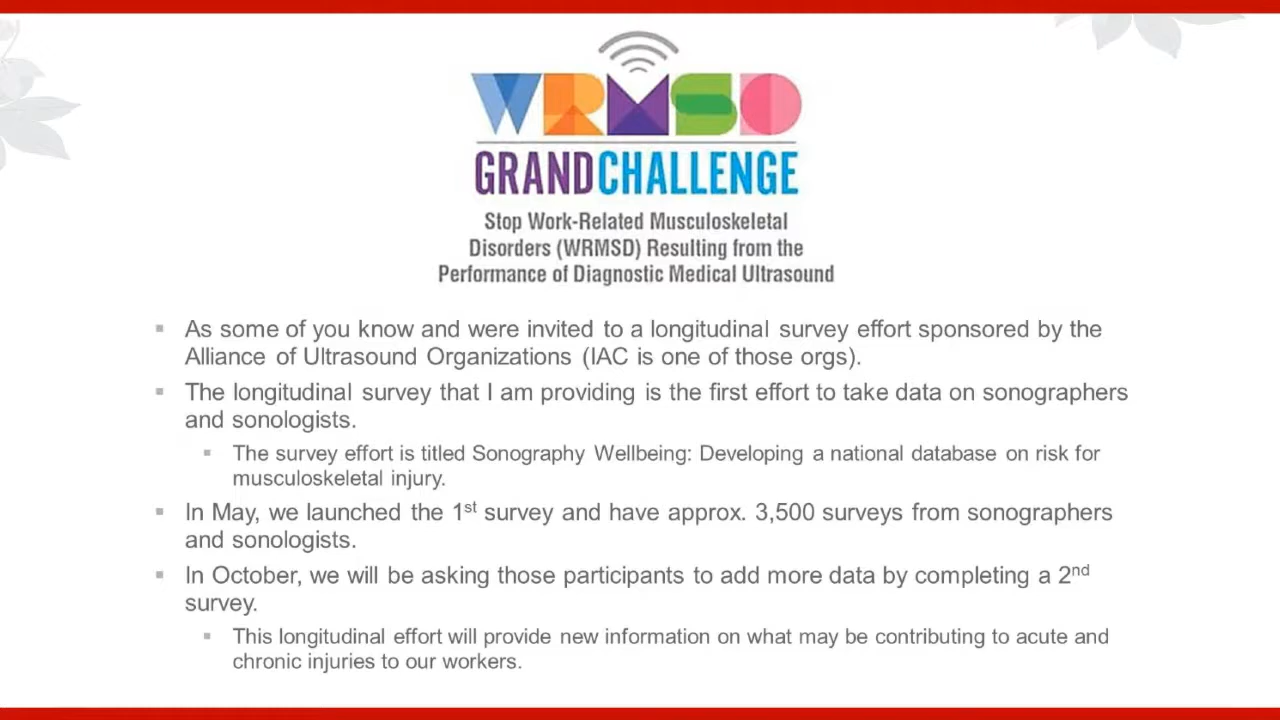 WRMSD
GRANDCHALLENGE
Stop Work-Related Musculoskeletal
Disorders (WRMSD) Resulting from the
Performance of Diagnostic Medical Ultrasound
As some of you know and were invited to a longitudinal survey effort sponsored by the
Alliance of Ultrasound Organizations (IAC is one of those orgs).
The longitudinal survey that I am providing is the first effort to take data on sonographers
and sonologists.
The survey effort is titled Sonography Wellbeing: Developing a national database on risk for
musculoskeletal injury.
In May, we launched the 1st survey and have approx. 3,500 surveys from sonographers
and sonologists.
In October, we will be asking those participants to add more data by completing a 2nd
survey.
This longitudinal effort will provide new information on what may be contributing to acute and
chronic injuries to our workers.